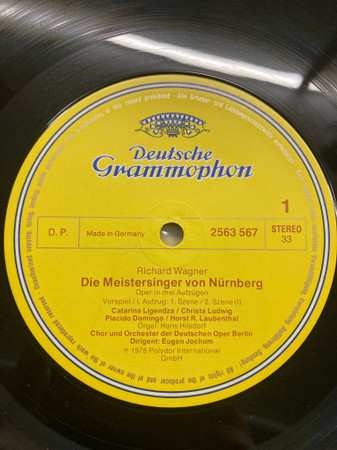 Deutsche
Grammophon
1
D. P.
Made in Germany
2563 567
STEREO
33
Richard Wagner
Die Meistersinger von Nürnberg
Oper in drei Aufzügen
Vorspiel / I. Aufzug: 1. Szene / 2. Szene (I)
Catarina Ligendza / Christa Ludwig
Placido Domingo / Horst R. Laubenthal
Orgel: Hans Hilsdorf
Chor und Orchester der Deutschen Oper Berlin
Dirigent: Eugen Jochum
℗ 1976 Polydor International
GmbH